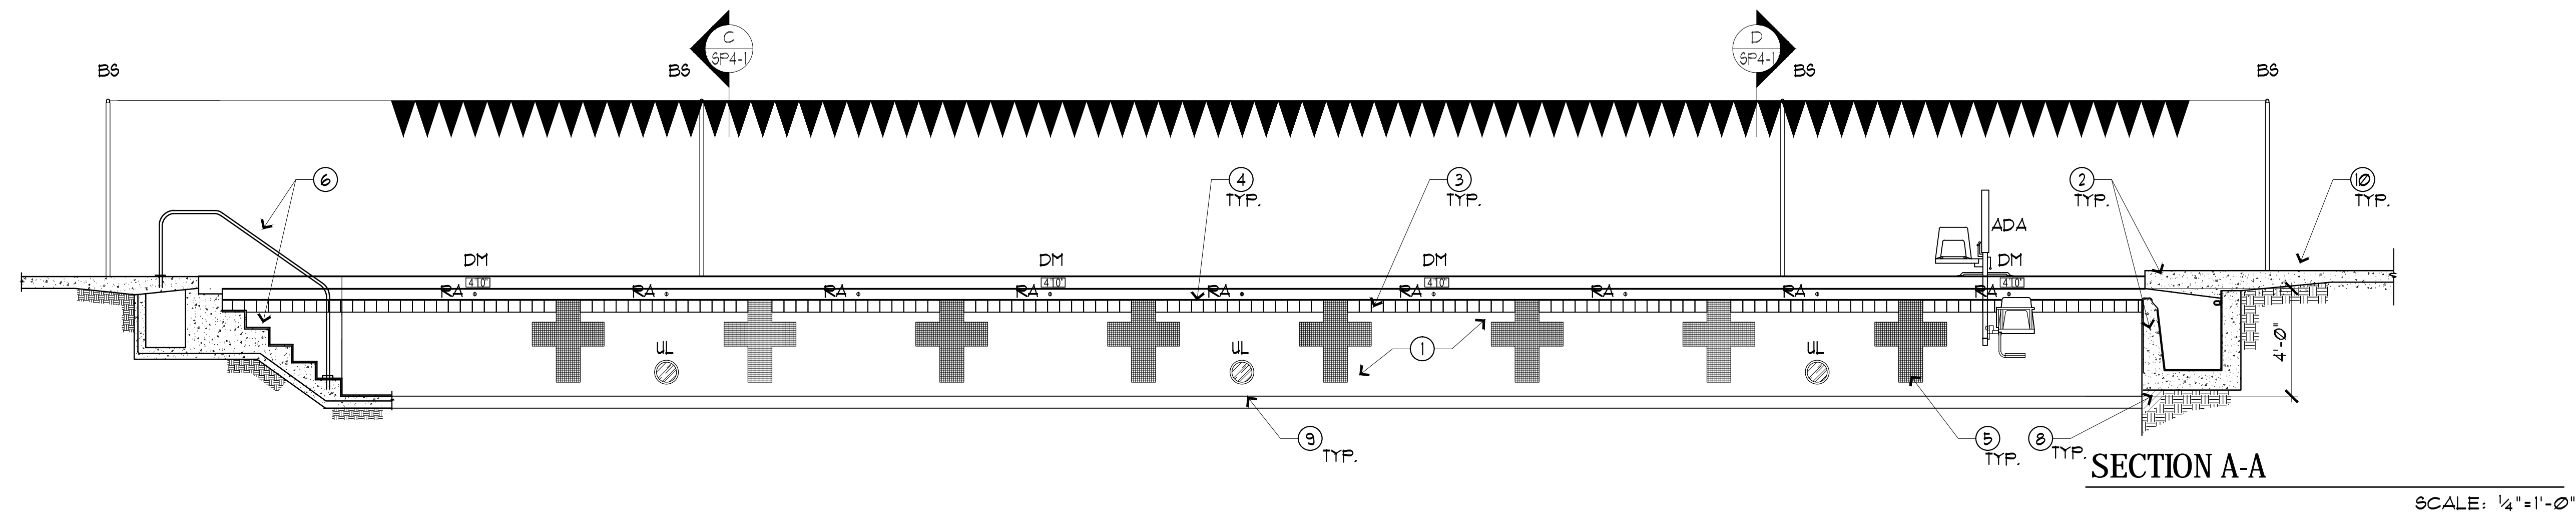 C
SP4-1
D
SP4-1
BS
BS
BS
BS
6
4
TYP.
3
TYP.
2
TYP.
10
TYP.
ADA
DM
DM
DM
DM
4'0"
4'0"
4'0"
4'0"
RA
RA
RA
RA
RA
RA
RA
RA
RA
UL
UL
UL
1
4'-0"
9
TYP.
5
TYP.
8
TYP.
SECTION A-A
SCALE: 1/4"=1'-0"